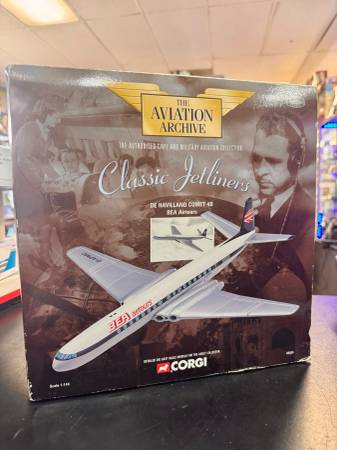 THE
AVIATION
ARCHIVE
THE AUTHORISED CIVIL AND MILITARY AVIATION COLLECTION
Classic Jetliners
DE HAVILLAND COMET 4B
BEA Airtours
BEA airtours
CORGI
Scale 1:144